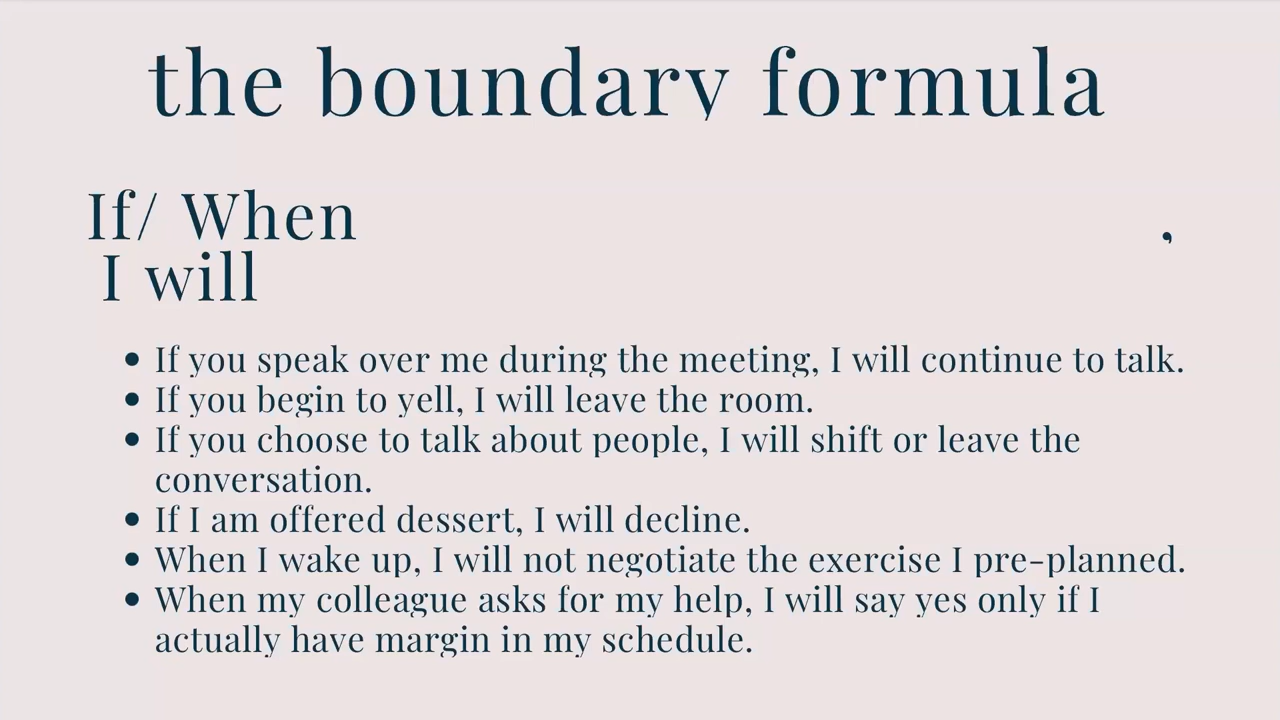 the boundary formula
If/ When ,
I will
• If you speak over me during the meeting, I will continue to talk.
• If you begin to yell, I will leave the room.
• If you choose to talk about people, I will shift or leave the
conversation.
• If I am offered dessert, I will decline.
• When I wake up, I will not negotiate the exercise I pre-planned.
• When my colleague asks for my help, I will say yes only if I
actually have margin in my schedule.